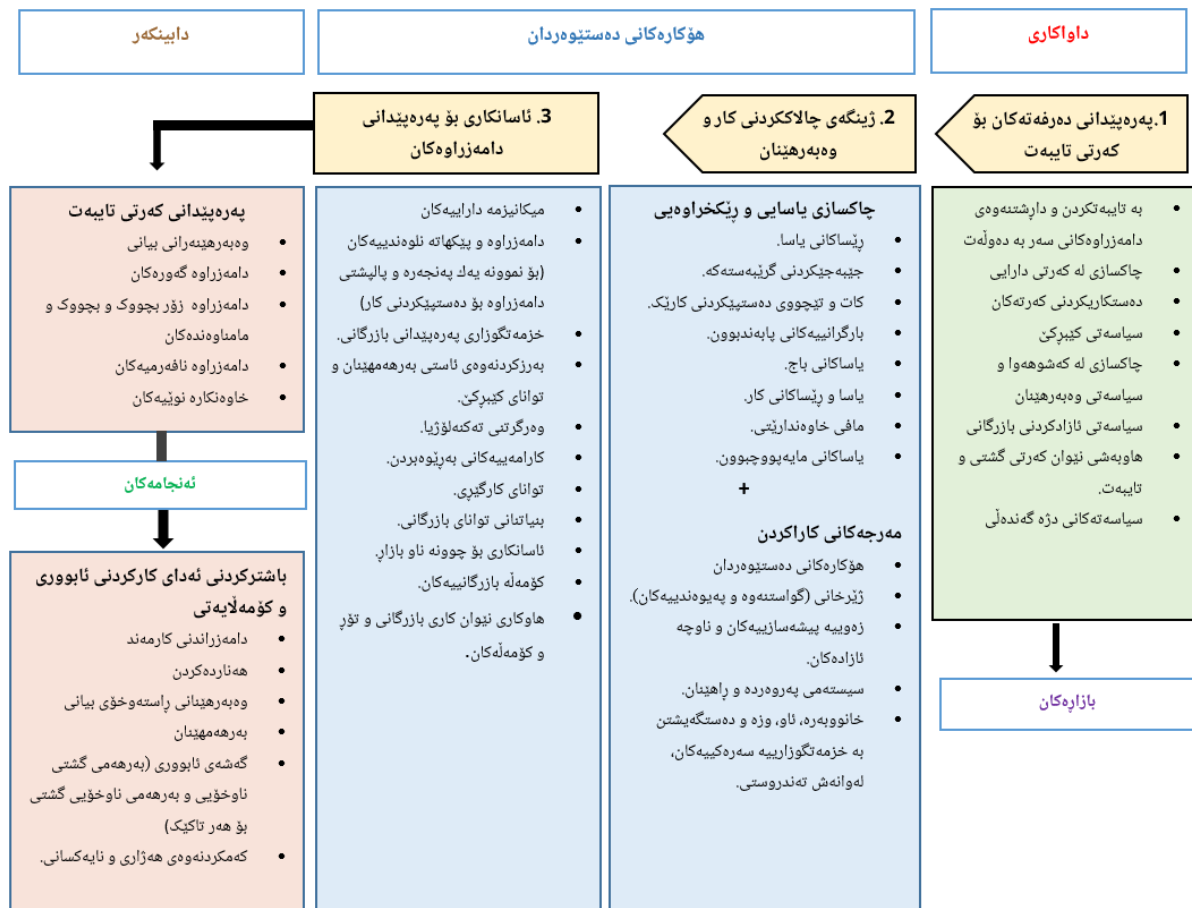 داواکاری
هۆکارەکانی دەستێوەردان
دابینکەر
1.پەرەپێدانی دەرفەتەکان بۆ
کەرتی تایبەت
2. ژینگەی چالاککردنی کار و
وەبەرهێنان
3. ئاسانکاری بۆ پەرەپێدانی
دامەزراوەکان
بە تایبەتکردن و داڕشتنەوەی
دامەزراوەکانی سەر بە دەوڵەت
چاکسازی لە کەرتی دارایی
دەستکاریکردنی کەرتەکان
سیاسەتی کێبڕکێ
چاکسازی لە کەشوهەوا و
سیاسەتی وەبەرهێنان
سیاسەتی ئازادکردنی بازرگانی
هاوبەشی نێوان کەرتی گشتی و
تایبەت.
سیاسەتەکانی دژە گەندەڵی
بازاڕەکان
چاکسازی یاسایی و ڕێکخراوەیی
ڕێساکانی یاسا.
جێبەجێکردنی گرێبەستەکە.
کات و تێچووی دەستپێکردنی کارێک.
بارگرانییەکانی پابەندبوون.
یاساکانی باج.
یاسا و ڕێساکانی کار.
مافی خاوەندارێتی.
یاساکانی مایەپووچبوون.
+
مەرجەکانی کاراکردن
هۆکارەکانی دەستێوەردان
ژێرخانی (گواستنەوە و پەیوەندییەکان).
زەوییە پیشەسازییەکان و ناوچە
ئازادەکان.
سیستەمی پەروەردە و ڕاهێنان.
خانووبەرە، ئاو، وزە و دەستگەیشتن
بە خزمەتگوزارییە سەرەکییەکان،
لەوانەش تەندروستی.
میکانیزمە داراییەکان
دامەزراوە و پێکهاتە نلوەندییەکان
(بۆ نموونە یەك پەنجەرە و پاڵپشتی
دامەزراوە بۆ دەستپێکردنی کار)
خزمەتگوزاری پەرەپێدانی بازرگانی.
بەرزکردنەوەی ئاستی بەرهەمهێنان و
توانای کێبڕکێ.
وەرگرتنی تەکنەلۆژیا.
کارامەییەکانی بەڕێوەبردن.
توانای کارگێڕی.
بنیاتنانی توانای بازرگانی.
ئاسانکاری بۆ چوونە ناو بازاڕ.
کۆمەڵە بازرگانییەکان.
هاوکاری نێوان کاری بازرگانی و تۆڕ
و کۆمەڵەکان.
پەرەپێدانی کەرتی تایبەت
وەبەرهێنەرانی بیانی
دامەزراوە گەورەکان
دامەزراوە زۆر بچووک و بچووک و
مامناوەندەکان
دامەزراوە نافەرمیەکان
خاوەنکارە نوێیەکان
ئەنجامەکان
باشترکردنی ئەدای کارکردنی ئابووری
و کۆمەڵایەتی
دامەزراندنی کارمەند
هەناردەکردن
وەبەرهێنانی ڕاستەوخۆی بیانی
بەرهەمهێنان
گەشەی ئابووری (بەرهەمی گشتی
ناوخۆیی و بەرهەمی ناوخۆیی گشتی
بۆ هەر تاکێک)
کەمکردنەوەی هەژاری و نایەکسانی.